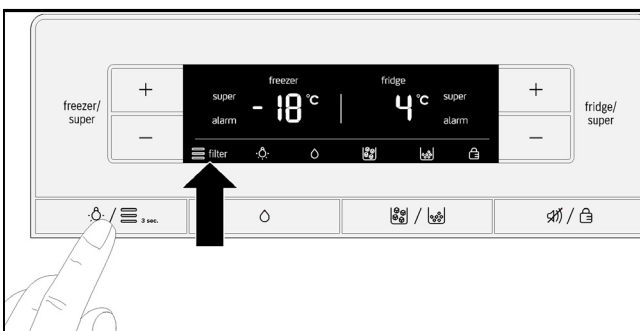 freezer fridge
super -18 °C 4 °C super
alarm alarm
filter
freezer/
super
+
−
+
−
fridge/
super
/ 3 sec.
/
/